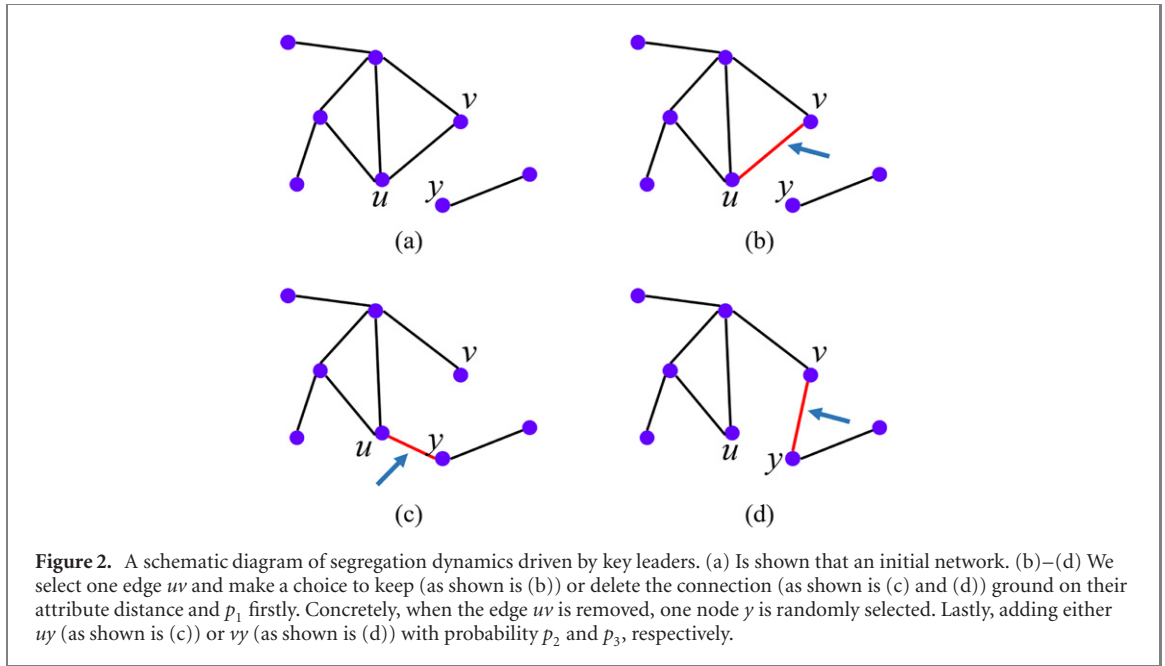 v
u
y
(a)
v
u
y
(b)
v
u
y
(c)
v
u
y
(d)
Figure 2. A schematic diagram of segregation dynamics driven by key leaders. (a) Is shown that an initial network. (b)–(d) We
select one edge uv and make a choice to keep (as shown is (b)) or delete the connection (as shown is (c) and (d)) ground on their
attribute distance and p1 firstly. Concretely, when the edge uv is removed, one node y is randomly selected. Lastly, adding either
uy (as shown is (c)) or vy (as shown is (d)) with probability p2 and p3, respectively.